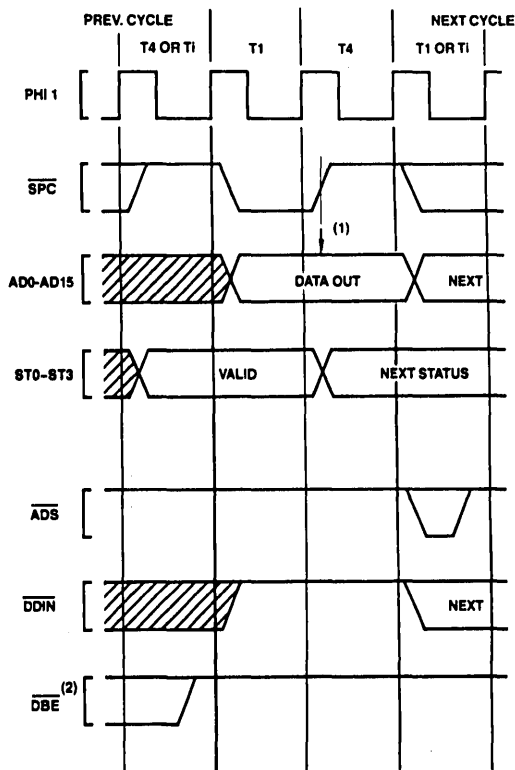 PREV. CYCLE NEXT CYCLE
T4 OR Ti T1 T4 T1 OR Ti
PHI 1
SPC
(1)
AD0-AD15 DATA OUT NEXT
ST0-ST3 VALID NEXT STATUS
ADS
DDIN NEXT
DBE (2)